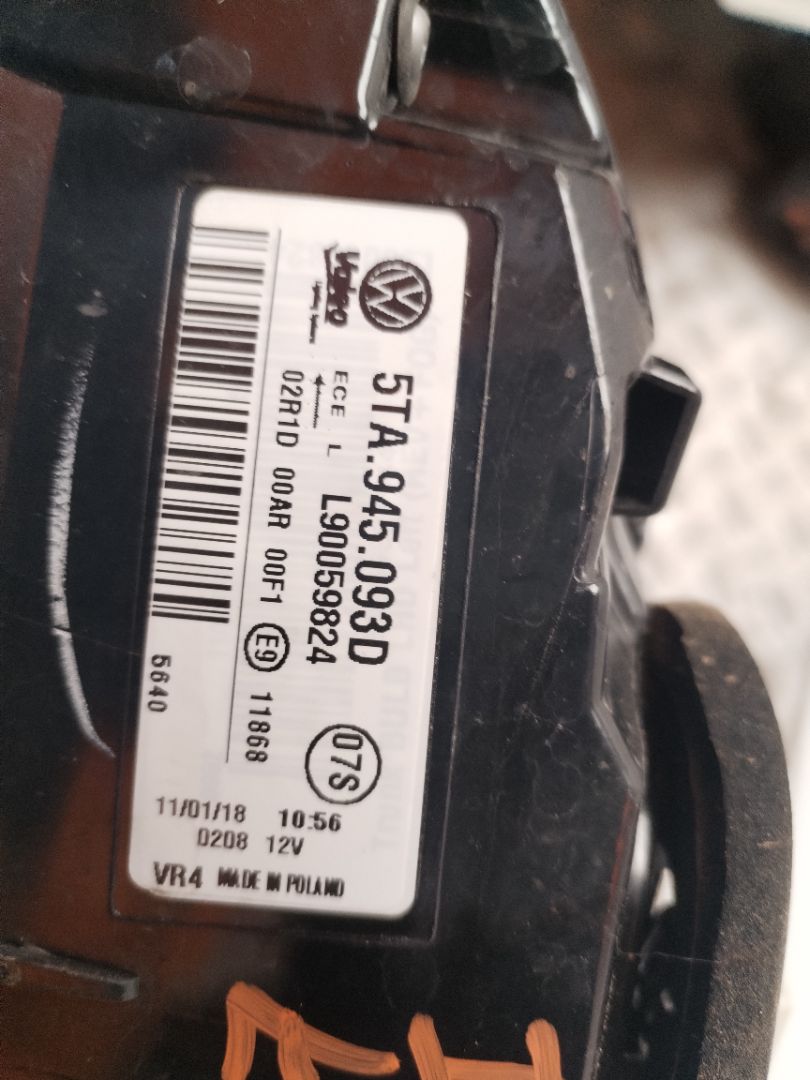 5TA.945.093D
Valeo
ECE L L90059824
02R1D 00AR 00F1 E9 11868
07S
5640
11/01/18 10:56
0208 12V
VR4 MADE IN POLAND